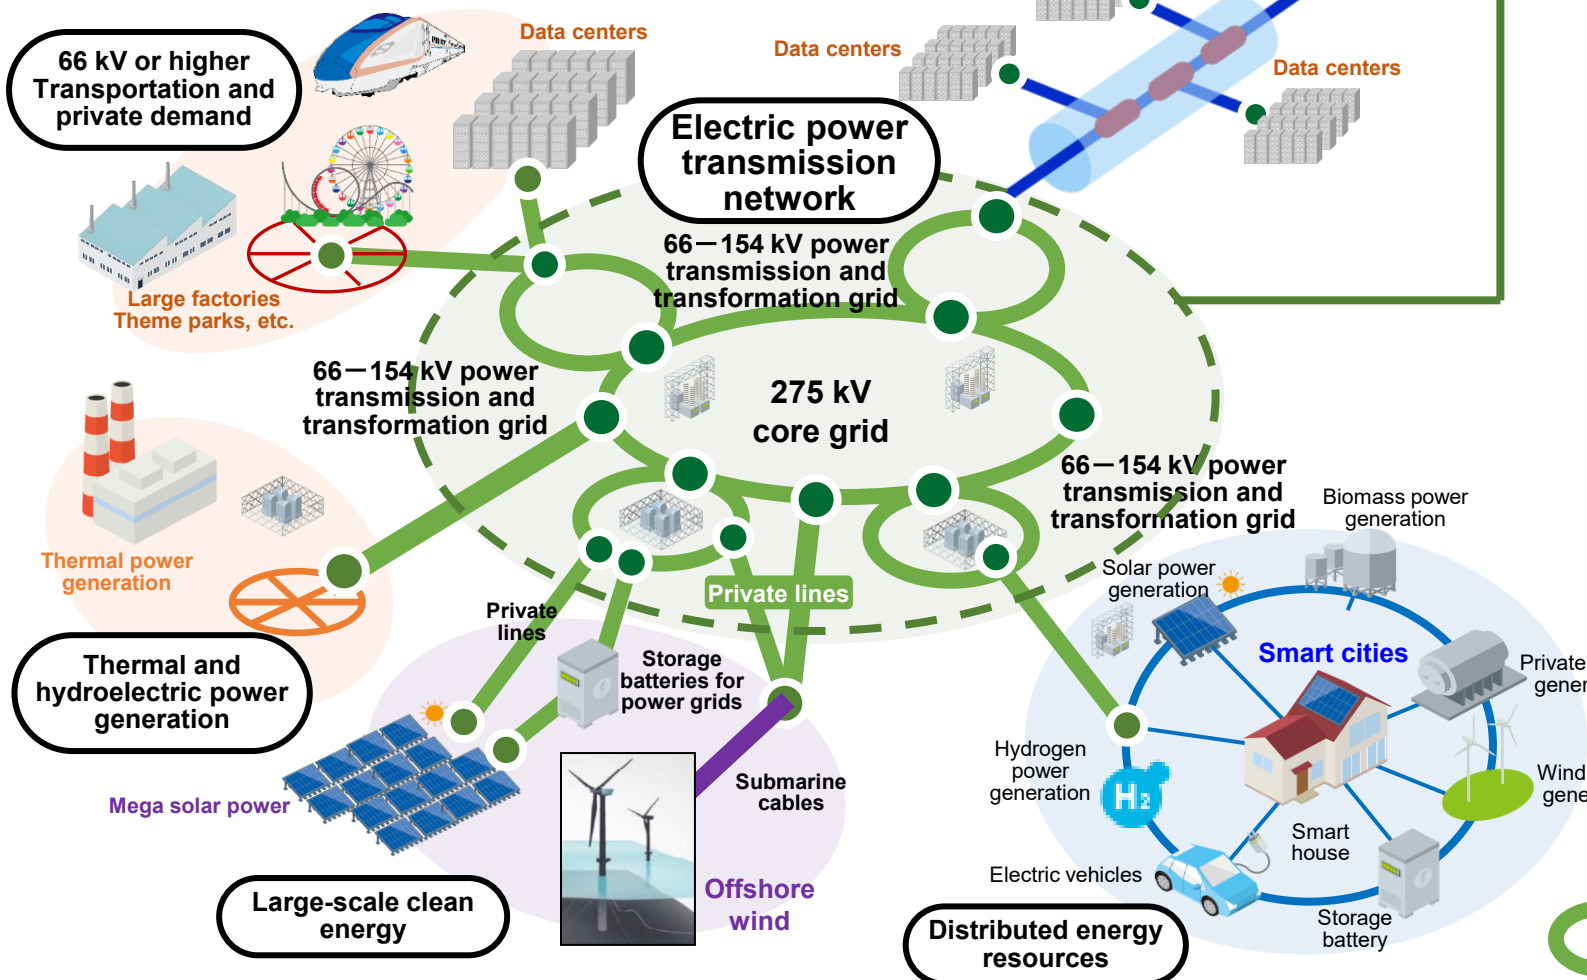 66 kV or higher
Transportation and
private demand
Data centers
Data centers
Data centers
Electric power
transmission
network
Large factories
Theme parks, etc.
66－154 kV power
transmission and
transformation grid
66－154 kV power
transmission and
transformation grid
275 kV
core grid
66－154 kV power
transmission and
transformation grid
Thermal power
generation
Thermal and
hydroelectric power
generation
Private lines
Private
lines
Storage
batteries for
power grids
Mega solar power
Submarine
cables
Offshore
wind
Large-scale clean
energy
Biomass power
generation
Solar power
generation
Smart cities
Private
gener
Hydrogen
power
generation
H2
Wind
gene
Smart
house
Electric vehicles
Storage
battery
Distributed energy
resources